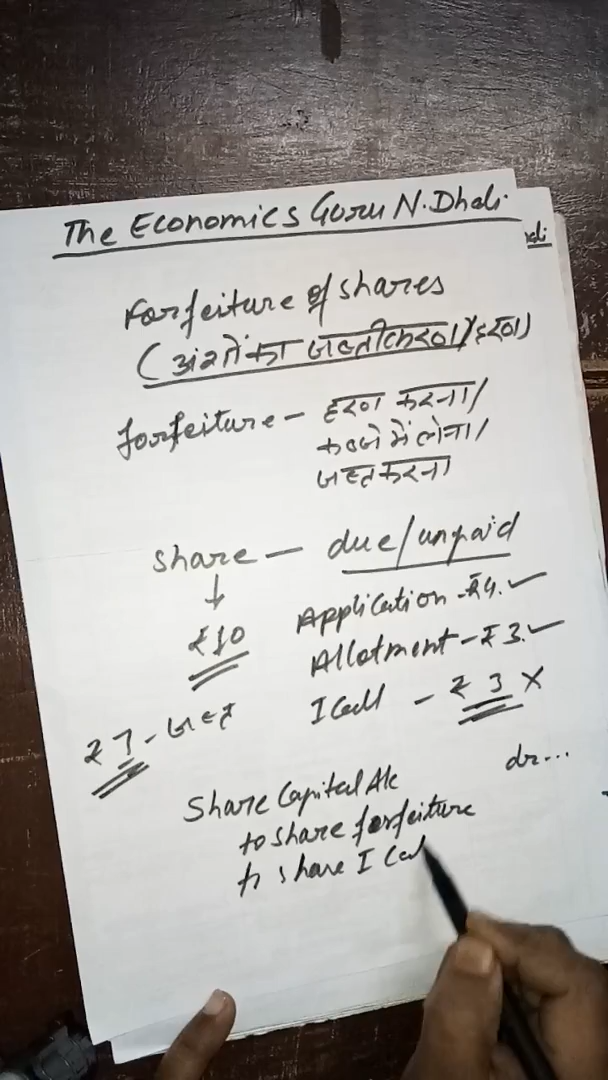 The Economics Guru N. Dhali
Forfeiture of shares
(अंशों का जब्तीकरण/हरण)
forfeiture - हरण करना/
कब्जे में लेना/
जब्त करना
share - due/unpaid
↓
₹10
Application - ₹4. ✓
Allotment - ₹3. ✓
I Call - ₹ 3 X
₹ 7 - जब्त
Share Capital A/c dr...
to share forfeiture
to share I Cal